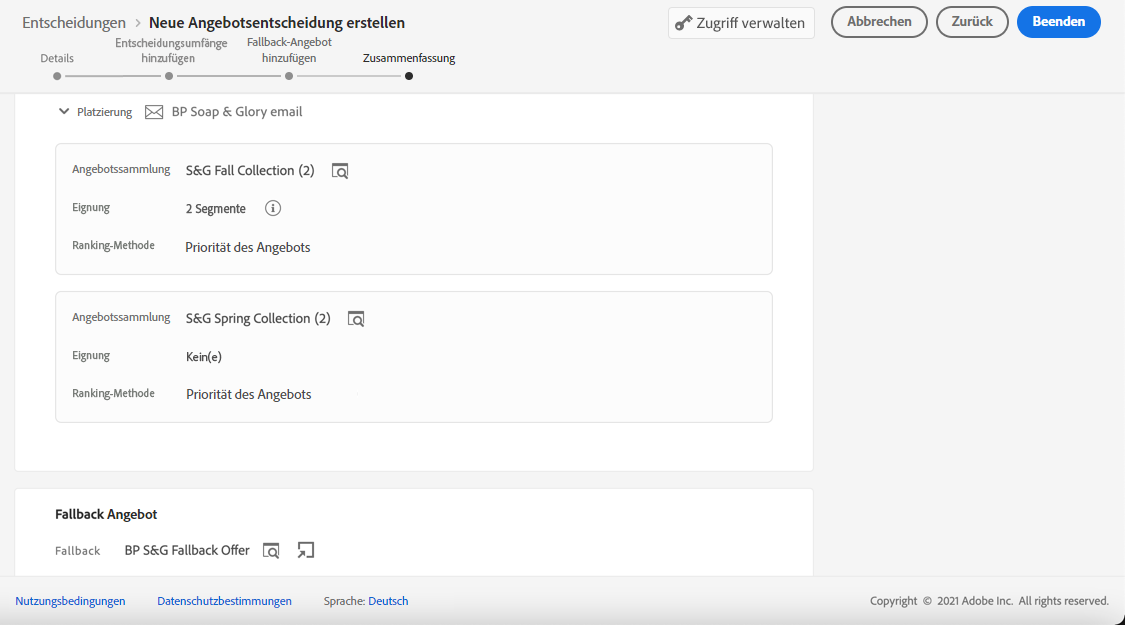 Entscheidungen > Neue Angebotsentscheidung erstellen
Zugriff verwalten
Abbrechen
Zurück
Beenden
Details
Entscheidungsumfänge
hinzufügen
Fallback-Angebot
hinzufügen
Zusammenfassung
Platzierung BP Soap & Glory email
Angebotssammlung S&G Fall Collection (2)
Eignung 2 Segmente
Ranking-Methode Priorität des Angebots
Angebotssammlung S&G Spring Collection (2)
Eignung Kein(e)
Ranking-Methode Priorität des Angebots
Fallback Angebot
Fallback BP S&G Fallback Offer
Nutzungsbedingungen Datenschutzbestimmungen Sprache: Deutsch Copyright © 2021 Adobe Inc. All rights reserved.